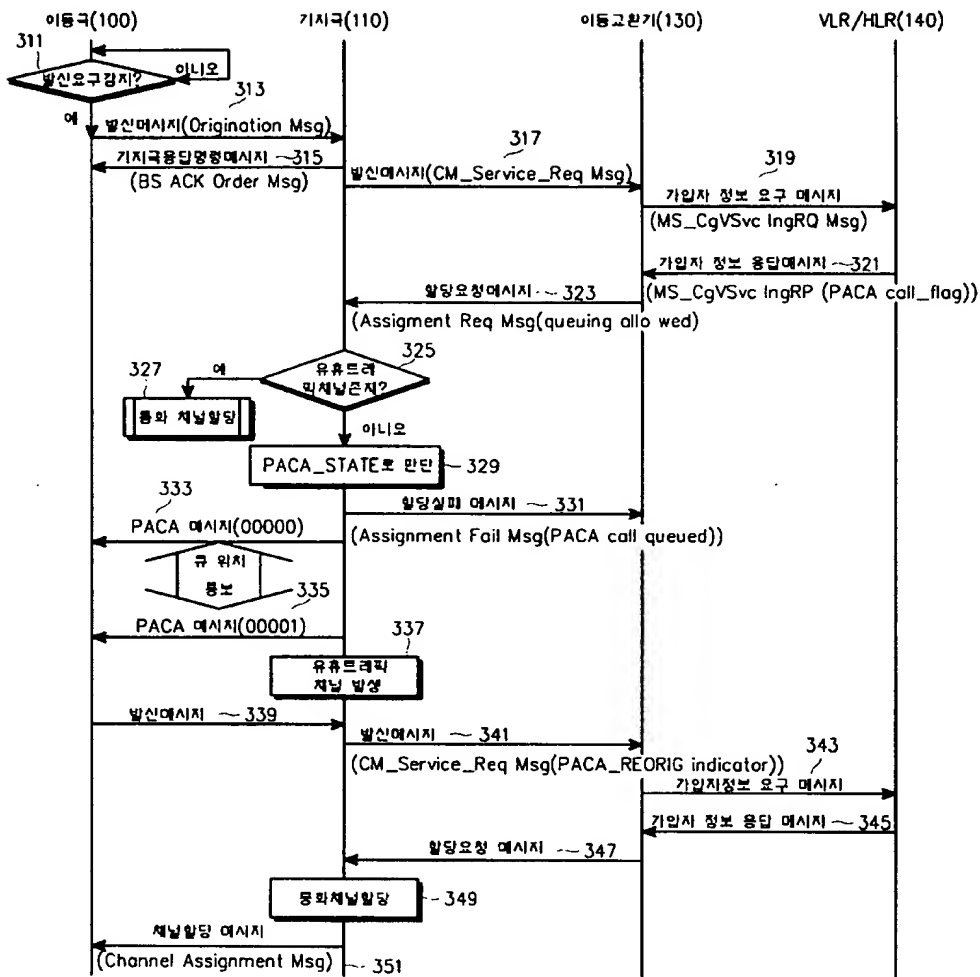 이동국(100) 기지국(110) 이동교환기(130) VLR/HLR(140)
311
발신요구감지?
아니오
예
313
발신메시지(Origination Msg)
기지국응답명령메시지 315
(BS ACK Order Msg)
317
발신메시지(CM_Service_Req Msg)
319
가입자 정보 요구 메시지
(MS_CgVSvc IngRQ Msg)
가입자 정보 응답메시지 321
(MS_CgVSvc IngRP (PACA call_flag))
할당요청메시지 323
(Assigment Req Msg(queuing allo wed)
325
유휴트래
픽채널존재?
예
327
통화 채널할당
아니오
PACA_STATE로 판단
329
할당실패 메시지 331
(Assignment Fail Msg(PACA call queued))
333
PACA 메시지(00000)
큐 위치
통보
335
PACA 메시지(00001)
337
유휴트래픽
채널 발생
발신메시지 339
발신메시지 341
(CM_Service_Req Msg(PACA_REORIG indicator))
343
가입자정보 요구 메시지
가입자 정보 응답 메시지 345
할당요청 메시지 347
통화채널할당
349
채널할당 메시지
(Channel Assignment Msg)
351